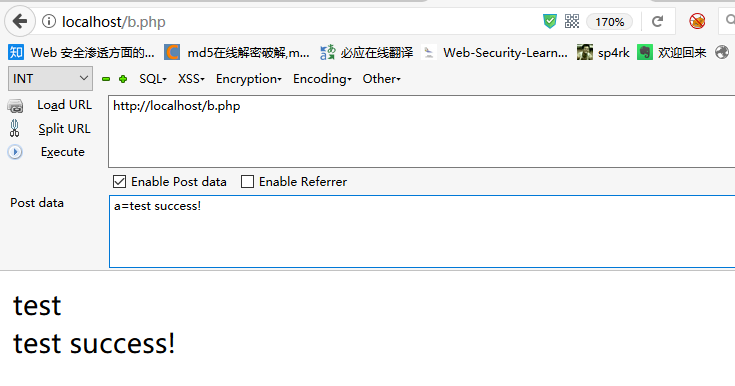 localhost/b.php
170%
知 Web 安全渗透方面的...
md5在线解密破解,m...
必应在线翻译
Web-Security-Learn...
sp4rk
欢迎回来
INT
SQL
XSS
Encryption
Encoding
Other
Load URL
http://localhost/b.php
Split URL
Execute
Enable Post data
Enable Referrer
Post data
a=test success!
test
test success!